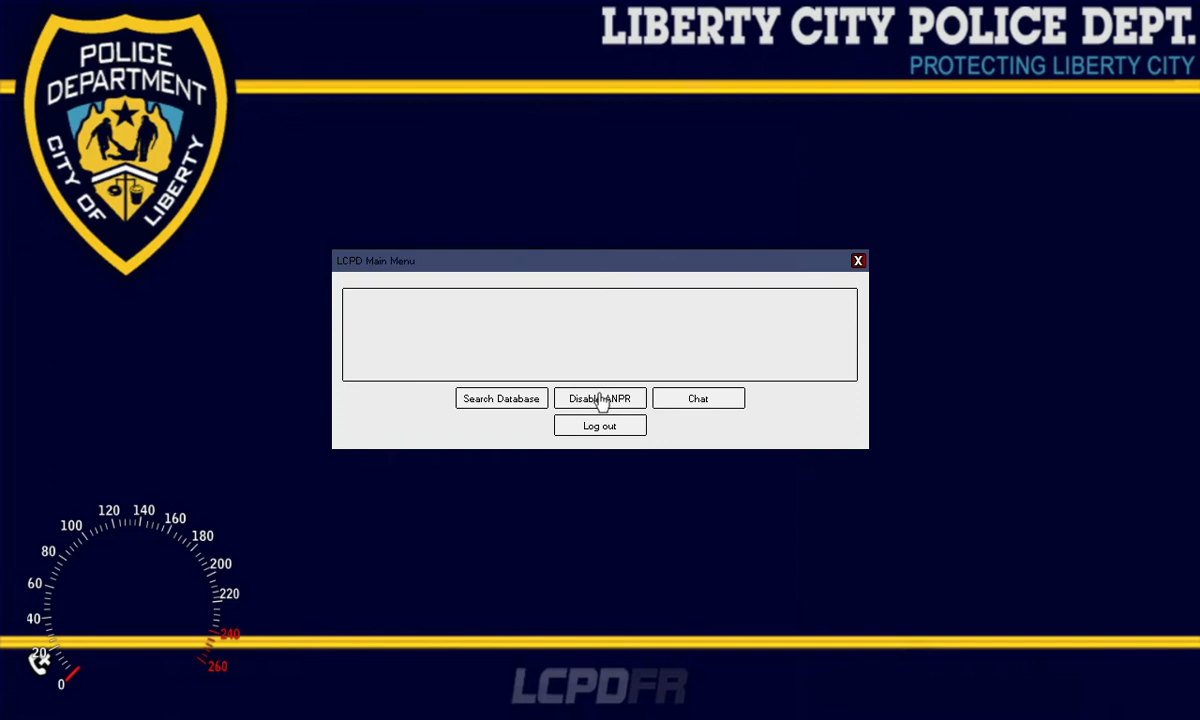 LIBERTY CITY POLICE DEPT.
PROTECTING LIBERTY CITY
POLICE
DEPARTMENT
CITY OF
LIBERTY
LCPD Main Menu
X
Search Database
Disable ANPR
Chat
Log out
0
20
40
60
80
100
120
140
160
180
200
220
240
260
LCPDFR